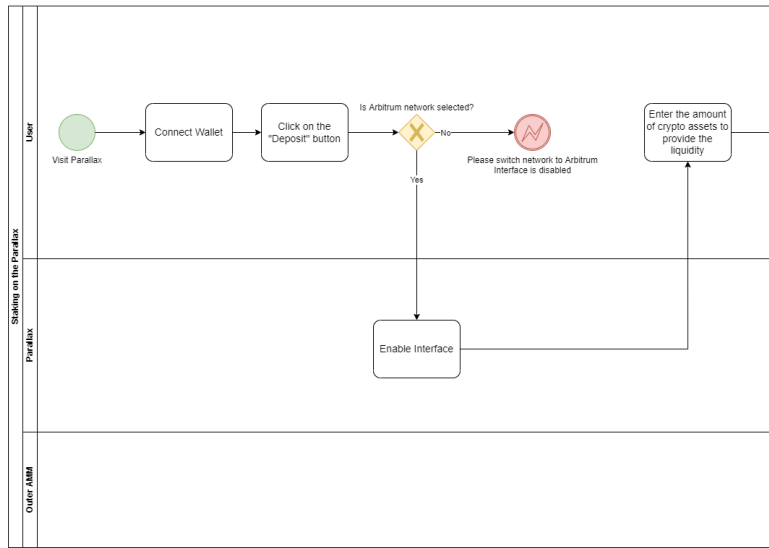 Staking on the Parallax
User
Visit Parallax
Connect Wallet
Click on the
"Deposit" button
Is Arbitrum network selected?
No
Yes
Please switch network to Arbitrum
Interface is disabled
Enter the amount
of crypto assets to
provide the
liquidity
Parallax
Enable Interface
Outer AMM